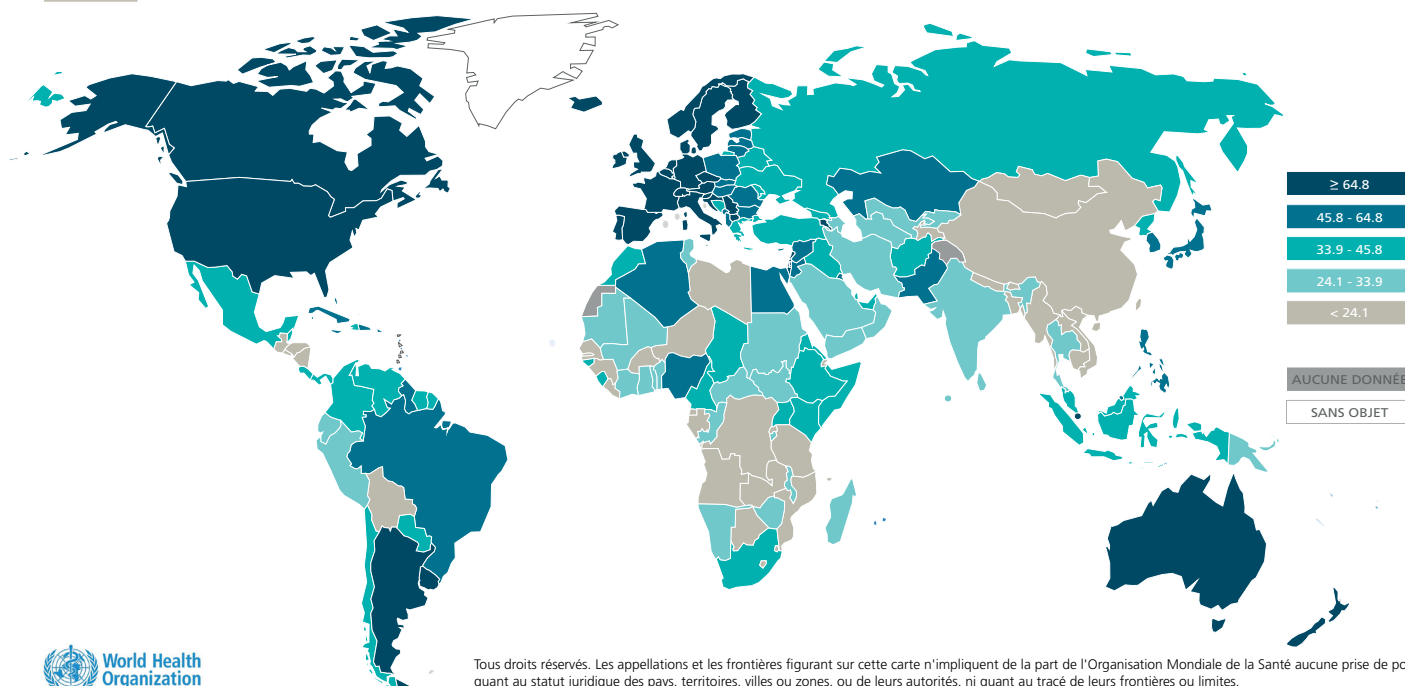 ≥ 64.8
45.8 - 64.8
33.9 - 45.8
24.1 - 33.9
< 24.1
AUCUNE DONNÉE
SANS OBJET
World Health
Organization
Tous droits réservés. Les appellations et les frontières figurant sur cette carte n'impliquent de la part de l'Organisation Mondiale de la Santé aucune prise de po
quant au statut juridique des pays, territoires, villes ou zones, ou de leurs autorités, ni quant au tracé de leurs frontières ou limites.